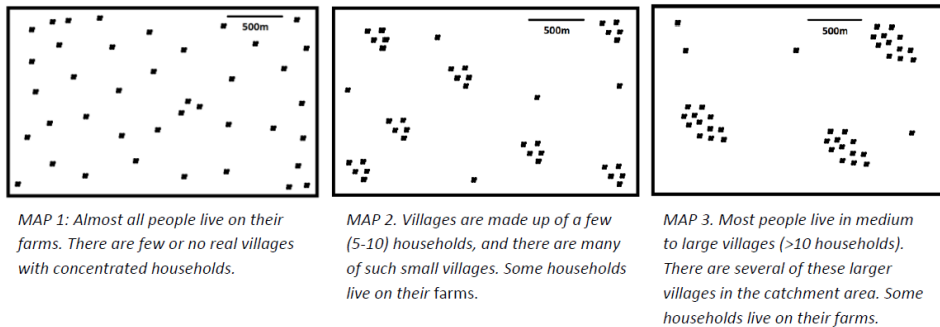 500m
500m
500m
MAP 1: Almost all people live on their
farms. There are few or no real villages
with concentrated households.
MAP 2. Villages are made up of a few
(5-10) households, and there are many
of such small villages. Some households
live on their farms.
MAP 3. Most people live in medium
to large villages (>10 households).
There are several of these larger
villages in the catchment area. Some
households live on their farms.